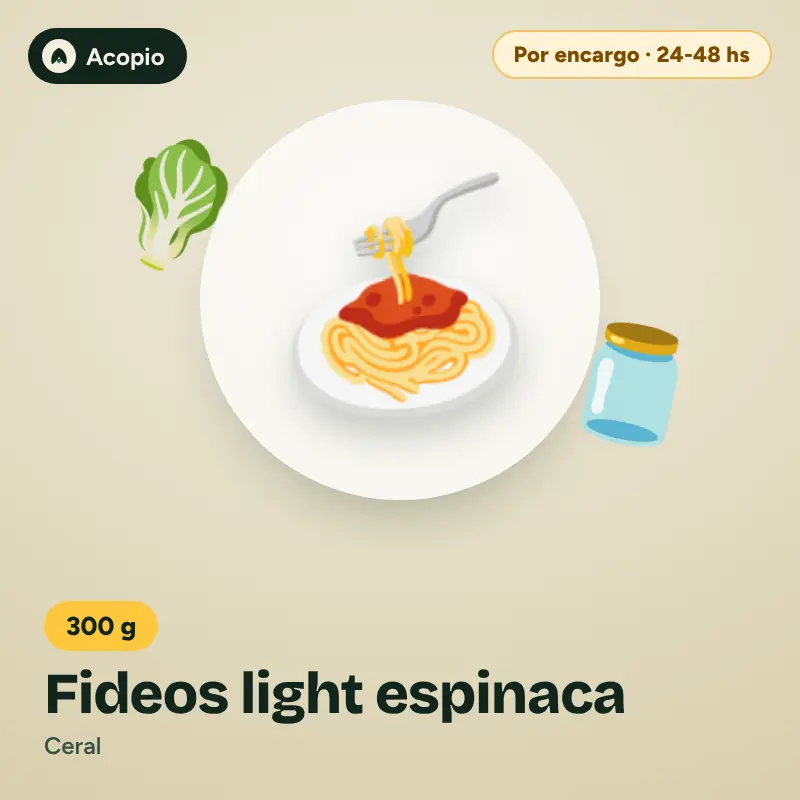 Acopio
Por encargo · 24-48 hs
300 g
Fideos light espinaca
Ceral